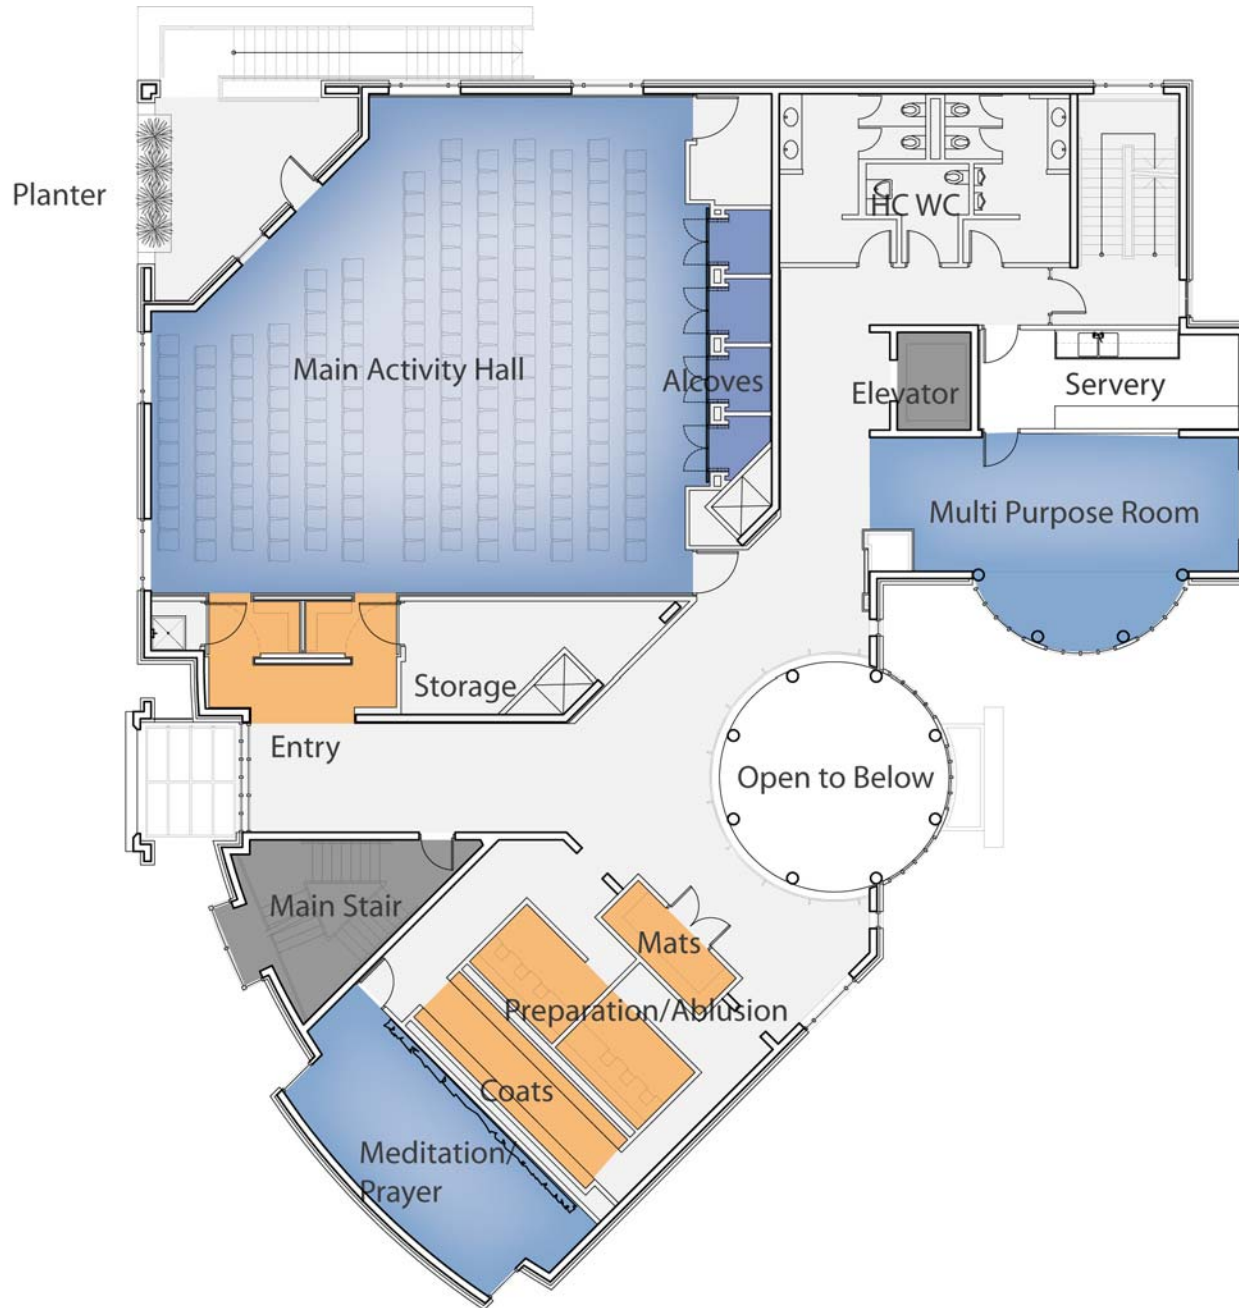 Planter
HC WC
Main Activity Hall
Alcoves
Elevator
Servery
Multi Purpose Room
Storage
Entry
Open to Below
Main Stair
Mats
Preparation/Ablusion
Coats
Meditation/
Prayer